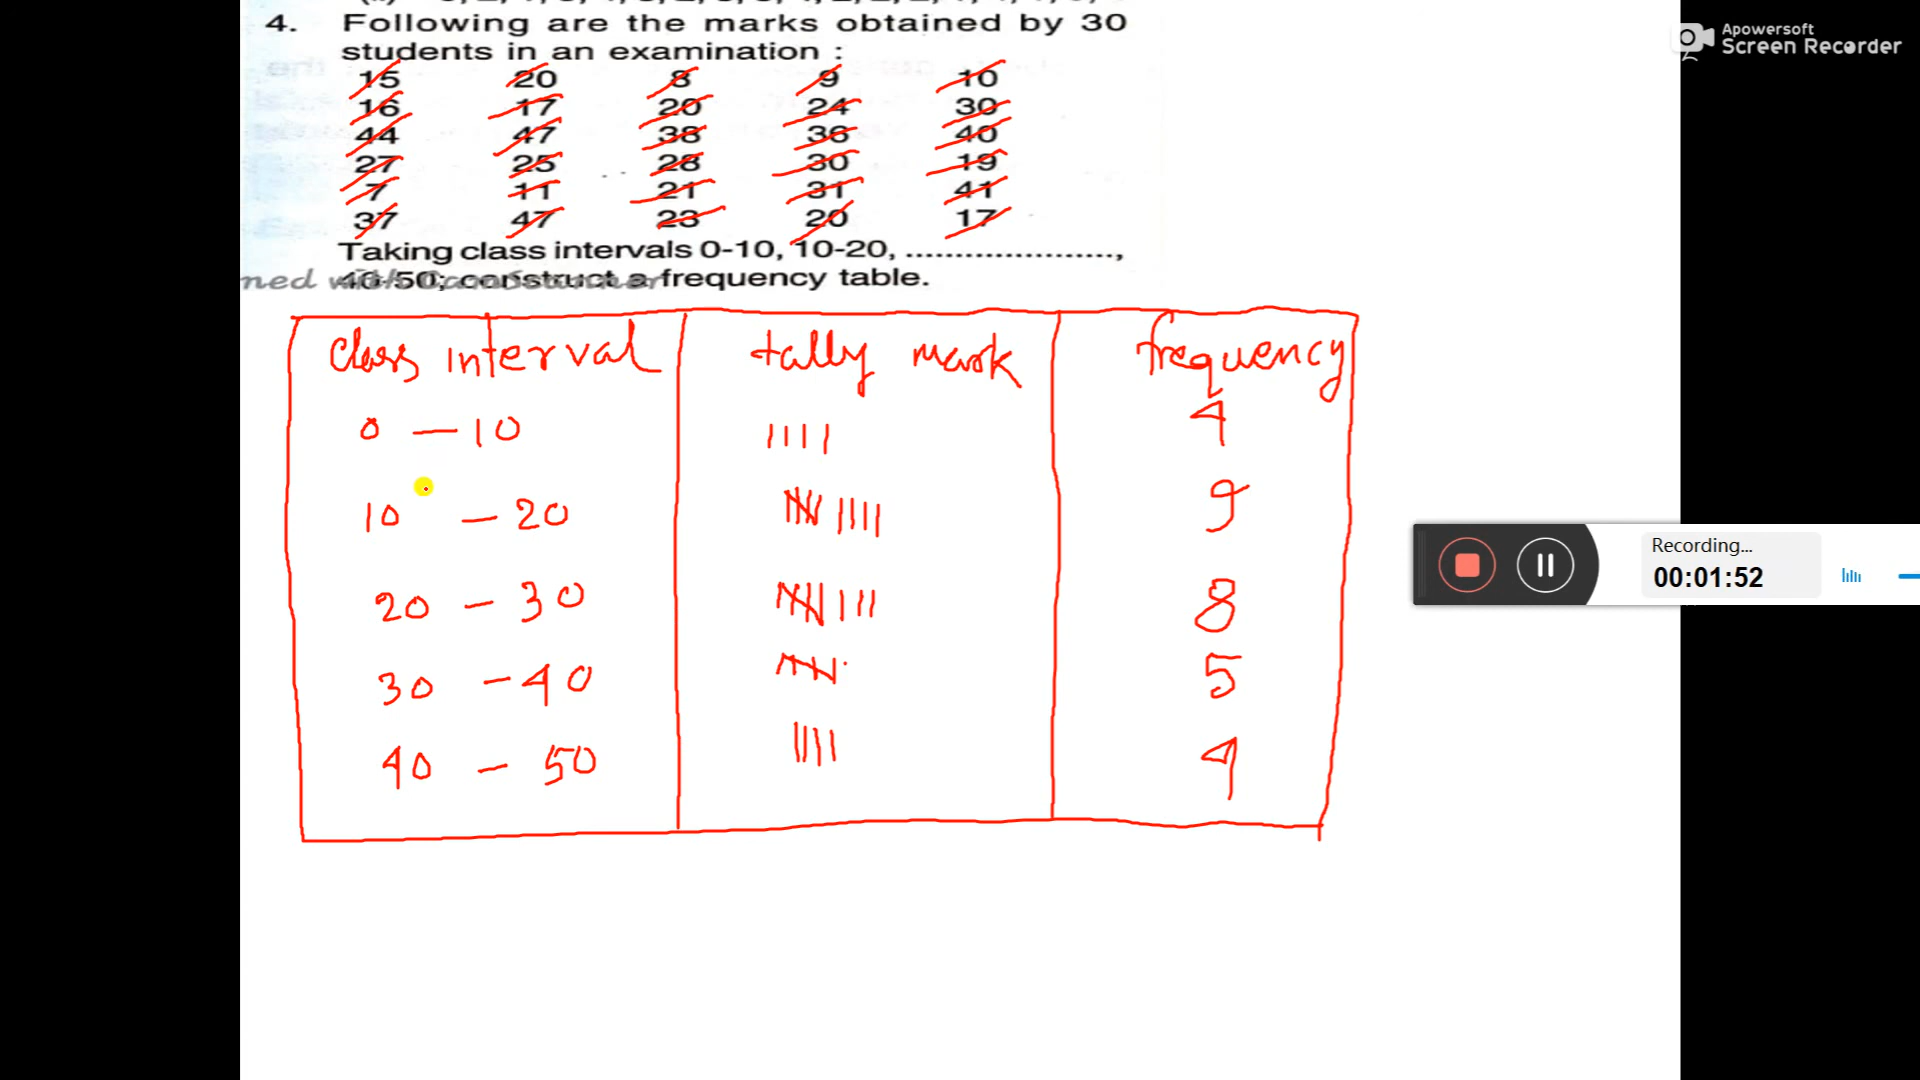 4. Following are the marks obtained by 30
students in an examination :
15 20 8 9 10
16 17 20 24 30
44 47 38 36 40
27 25 28 30 19
7 11 21 31 41
37 47 23 20 17
Taking class intervals 0-10, 10-20, ......................,
40-50; construct a frequency table.
ned with CamScanner
class interval tally mark frequency
0 — 10 |||| 4
10 — 20 |||| |||| 9
20 — 30 |||| ||| 8
30 — 40 |||| 5
40 — 50 |||| 4
Apowersoft
Screen Recorder
Recording...
00:01:52